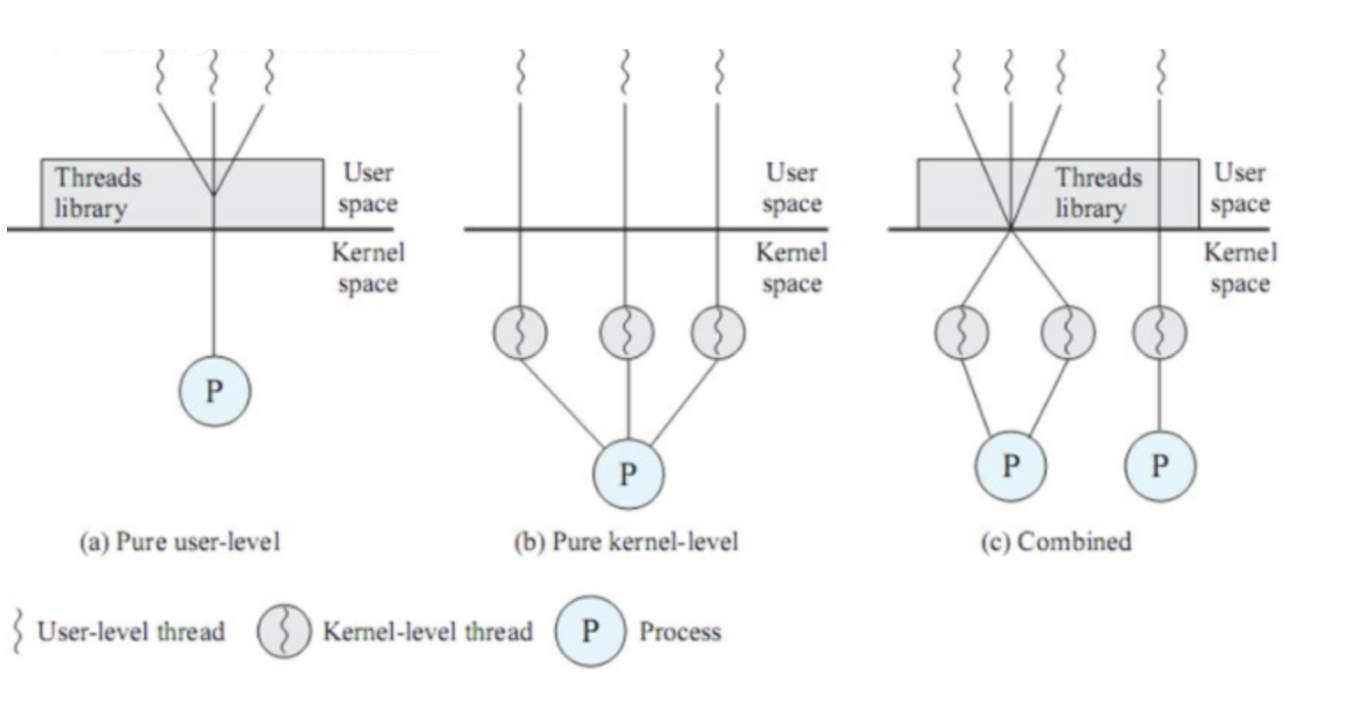 Threads
library
User
space
Kernel
space
(a) Pure user-level
User
space
Kernel
space
(b) Pure kernel-level
Threads
library
User
space
Kernel
space
(c) Combined
P
P
P
P
User-level thread
Kernel-level thread
P
Process